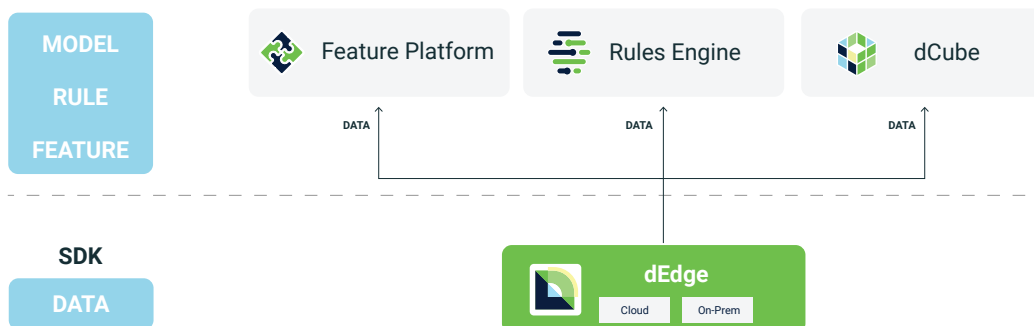 MODEL
RULE
FEATURE
Feature Platform
Rules Engine
dCube
DATA
DATA
DATA
SDK
DATA
dEdge
Cloud
On-Prem